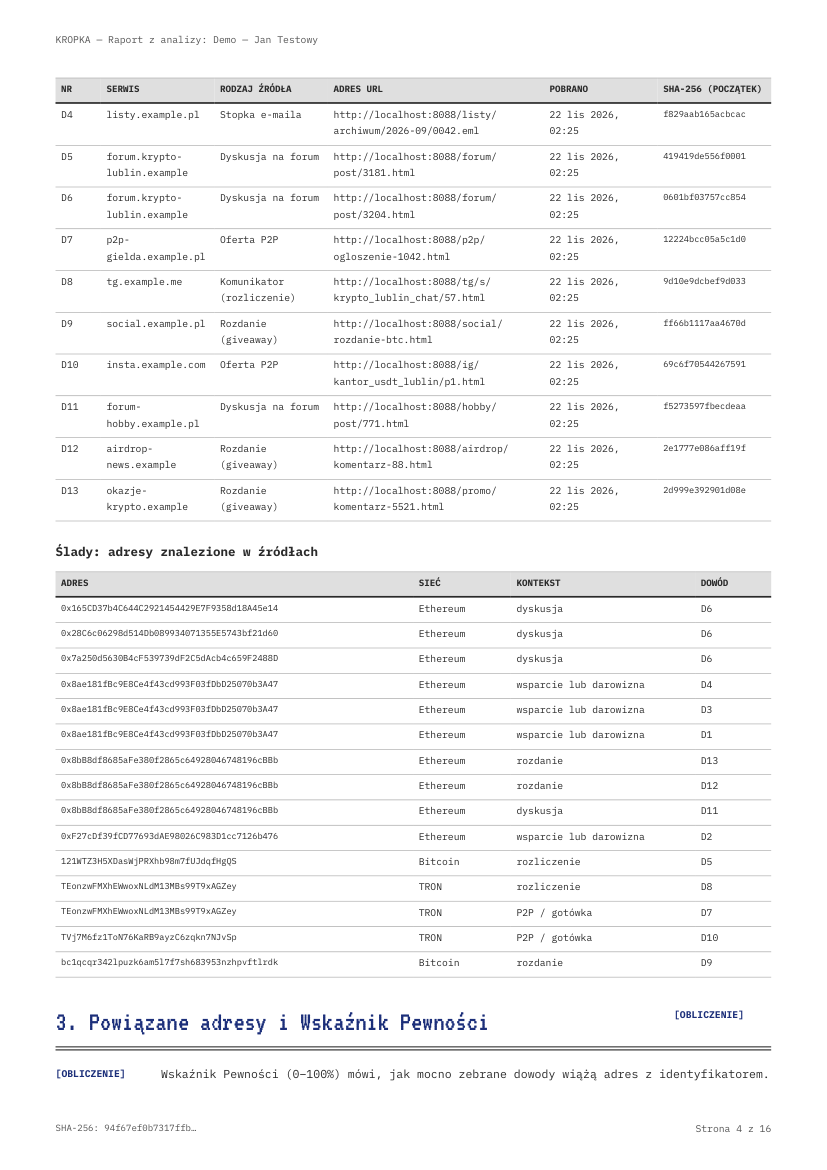 KROPKA — Raport z analizy: Demo — Jan Testowy
NR SERWIS RODZAJ ŹRÓDŁA ADRES URL POBRANO SHA-256 (POCZĄTEK)
D4 listy.example.pl Stopka e-maila http://localhost:8088/listy/ 22 lis 2026, f829aab165acbcac
archiwum/2026-09/0042.eml 02:25
D5 forum.krypto- Dyskusja na forum http://localhost:8088/forum/ 22 lis 2026, 419419de556f0001
lublin.example post/3181.html 02:25
D6 forum.krypto- Dyskusja na forum http://localhost:8088/forum/ 22 lis 2026, 0601bf03757cc854
lublin.example post/3204.html 02:25
D7 p2p- Oferta P2P http://localhost:8088/p2p/ 22 lis 2026, 12224bcc05a5c1d0
gielda.example.pl ogloszenie-1042.html 02:25
D8 tg.example.me Komunikator http://localhost:8088/tg/s/ 22 lis 2026, 9d10e9dcbef9d033
(rozliczenie) krypto_lublin_chat/57.html 02:25
D9 social.example.pl Rozdanie http://localhost:8088/social/ 22 lis 2026, ff66b1117aa4670d
(giveaway) rozdanie-btc.html 02:25
D10 insta.example.com Oferta P2P http://localhost:8088/ig/ 22 lis 2026, 69c6f70544267591
kantor_usdt_lublin/p1.html 02:25
D11 forum- Dyskusja na forum http://localhost:8088/hobby/ 22 lis 2026, f5273597fbecdeaa
hobby.example.pl post/771.html 02:25
D12 airdrop- Rozdanie http://localhost:8088/airdrop/ 22 lis 2026, 2e1777e086aff19f
news.example (giveaway) komentarz-88.html 02:25
D13 okazje- Rozdanie http://localhost:8088/promo/ 22 lis 2026, 2d999e392901d08e
krypto.example (giveaway) komentarz-5521.html 02:25
Ślady: adresy znalezione w źródłach
ADRES SIEĆ KONTEKST DOWÓD
0x165CD37b4C644C2921454429E7F9358d18A45e14 Ethereum dyskusja D6
0x28C6c06298d514Db089934071355E5743bf21d60 Ethereum dyskusja D6
0x7a250d5630B4cF539739dF2C5dAcb4c659F2488D Ethereum dyskusja D6
0x8ae181fBc9E8Ce4f43cd993F03fDbD25070b3A47 Ethereum wsparcie lub darowizna D4
0x8ae181fBc9E8Ce4f43cd993F03fDbD25070b3A47 Ethereum wsparcie lub darowizna D3
0x8ae181fBc9E8Ce4f43cd993F03fDbD25070b3A47 Ethereum wsparcie lub darowizna D1
0x8bB8df8685aFe380f2865c64928046748196cBBb Ethereum rozdanie D13
0x8bB8df8685aFe380f2865c64928046748196cBBb Ethereum rozdanie D12
0x8bB8df8685aFe380f2865c64928046748196cBBb Ethereum dyskusja D11
0xF27cDf39fCD77693dAE98026C983D1cc7126b476 Ethereum wsparcie lub darowizna D2
121WTZ3H5XDasWjPRXhb98m7fUJdqfHgQS Bitcoin rozliczenie D5
TEonzwFMXhEWwoxNLdM13MBs99T9xAGZey TRON rozliczenie D8
TEonzwFMXhEWwoxNLdM13MBs99T9xAGZey TRON P2P / gotówka D7
TVj7M6fz1ToN76KaRB9ayzC6zqkn7NJvSp TRON P2P / gotówka D10
bc1qcqr342lpuzk6am5l7f7sh683953nzhpvftlrdk Bitcoin rozdanie D9
3. Powiązane adresy i Wskaźnik Pewności [OBLICZENIE]
[OBLICZENIE] Wskaźnik Pewności (0–100%) mówi, jak mocno zebrane dowody wiążą adres z identyfikatorem.
SHA-256: 94f67ef0b7317ffb… Strona 4 z 16